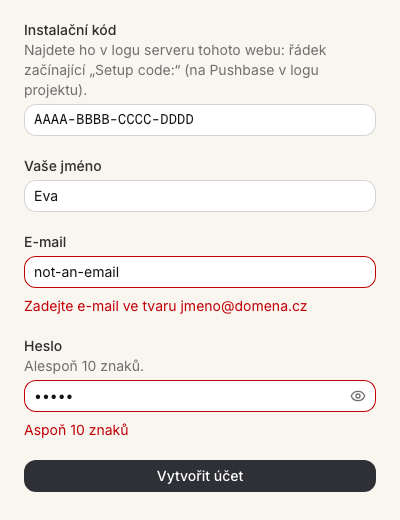 Instalační kód
Najdete ho v logu serveru tohoto webu: řádek
začínající „Setup code:“ (na Pushbase v logu
projektu).
AAAA-BBBB-CCCC-DDDD
Vaše jméno
Eva
E-mail
not-an-email
Zadejte e-mail ve tvaru jmeno@domena.cz
Heslo
Alespoň 10 znaků.
•••••
Aspoň 10 znaků
Vytvořit účet